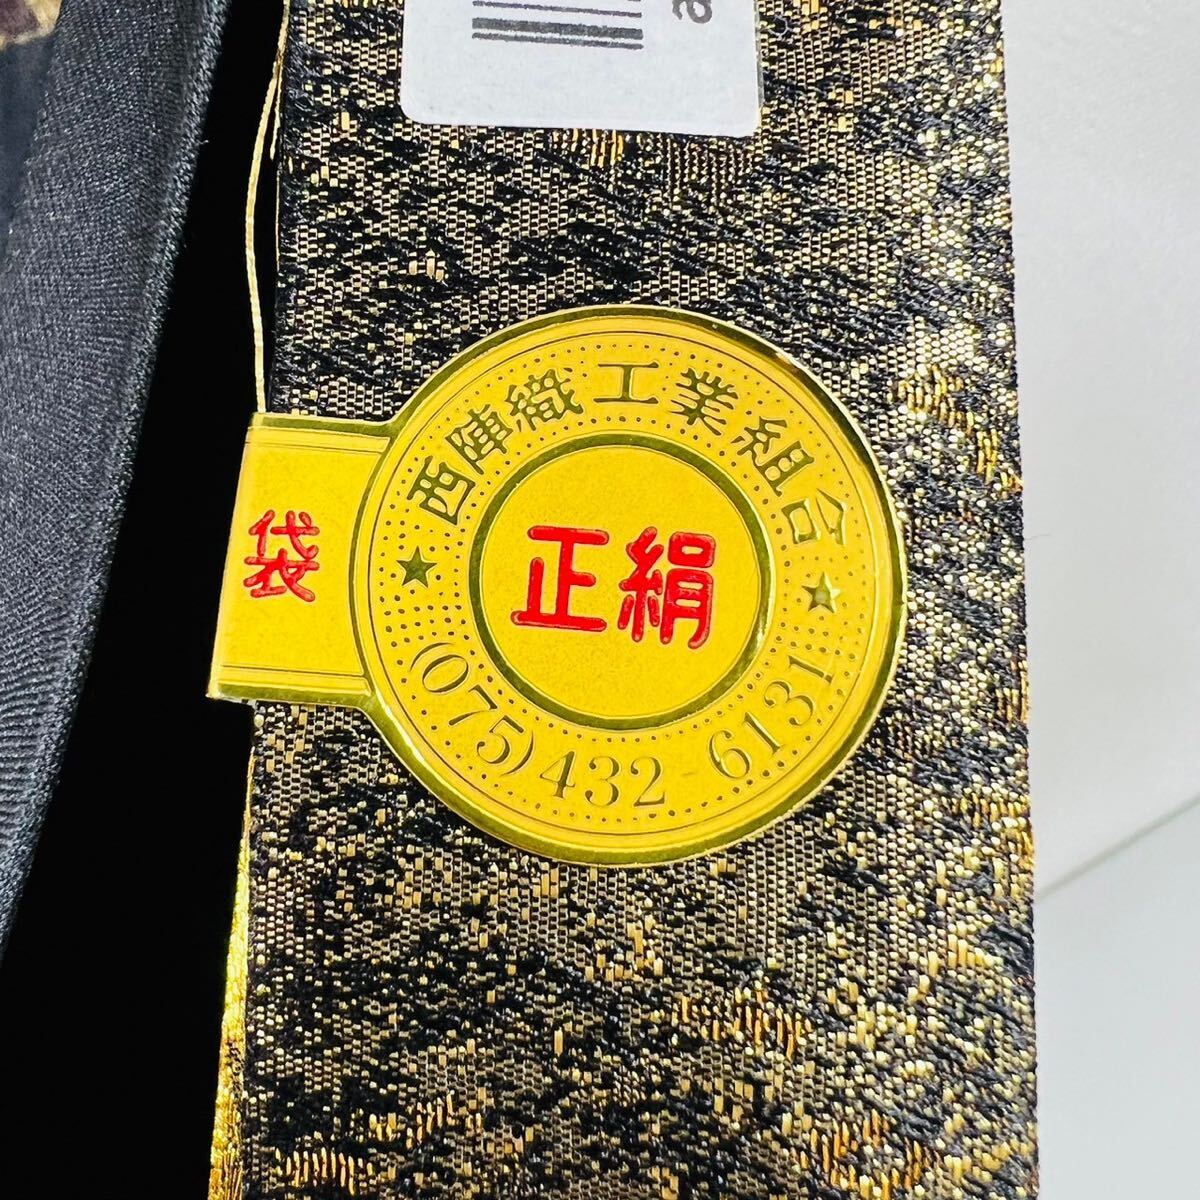 a
西陣織工業組合
袋
正絹
(075)432-6131